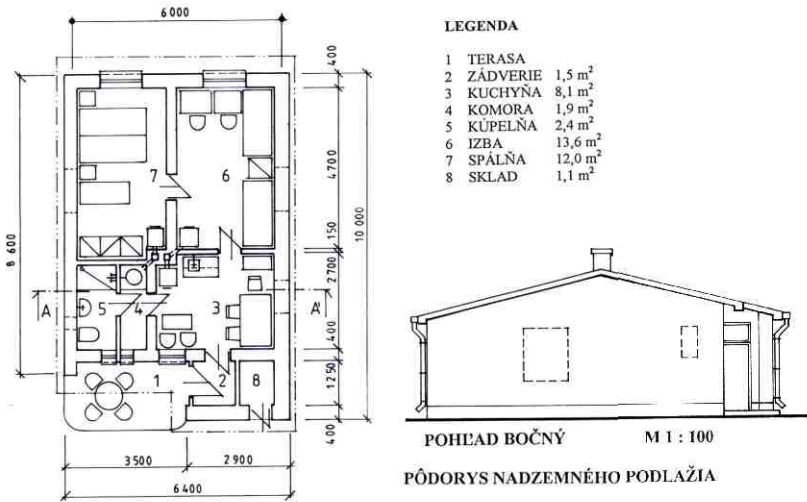 6 000
LEGENDA
1 TERASA
2 ZÁDVERIE 1,5 m²
3 KUCHYŇA 8,1 m²
4 KOMORA 1,9 m²
5 KÚPEĽŇA 2,4 m²
6 IZBA 13,6 m²
7 SPÁLŇA 12,0 m²
8 SKLAD 1,1 m²
400
4700
150
2700
400
1250
400
10 000
8 600
7
6
5
4
3
A
A'
1
2
8
3500
2900
6400
POHĽAD BOČNÝ M 1 : 100
PÔDORYS NADZEMNÉHO PODLAŽIA